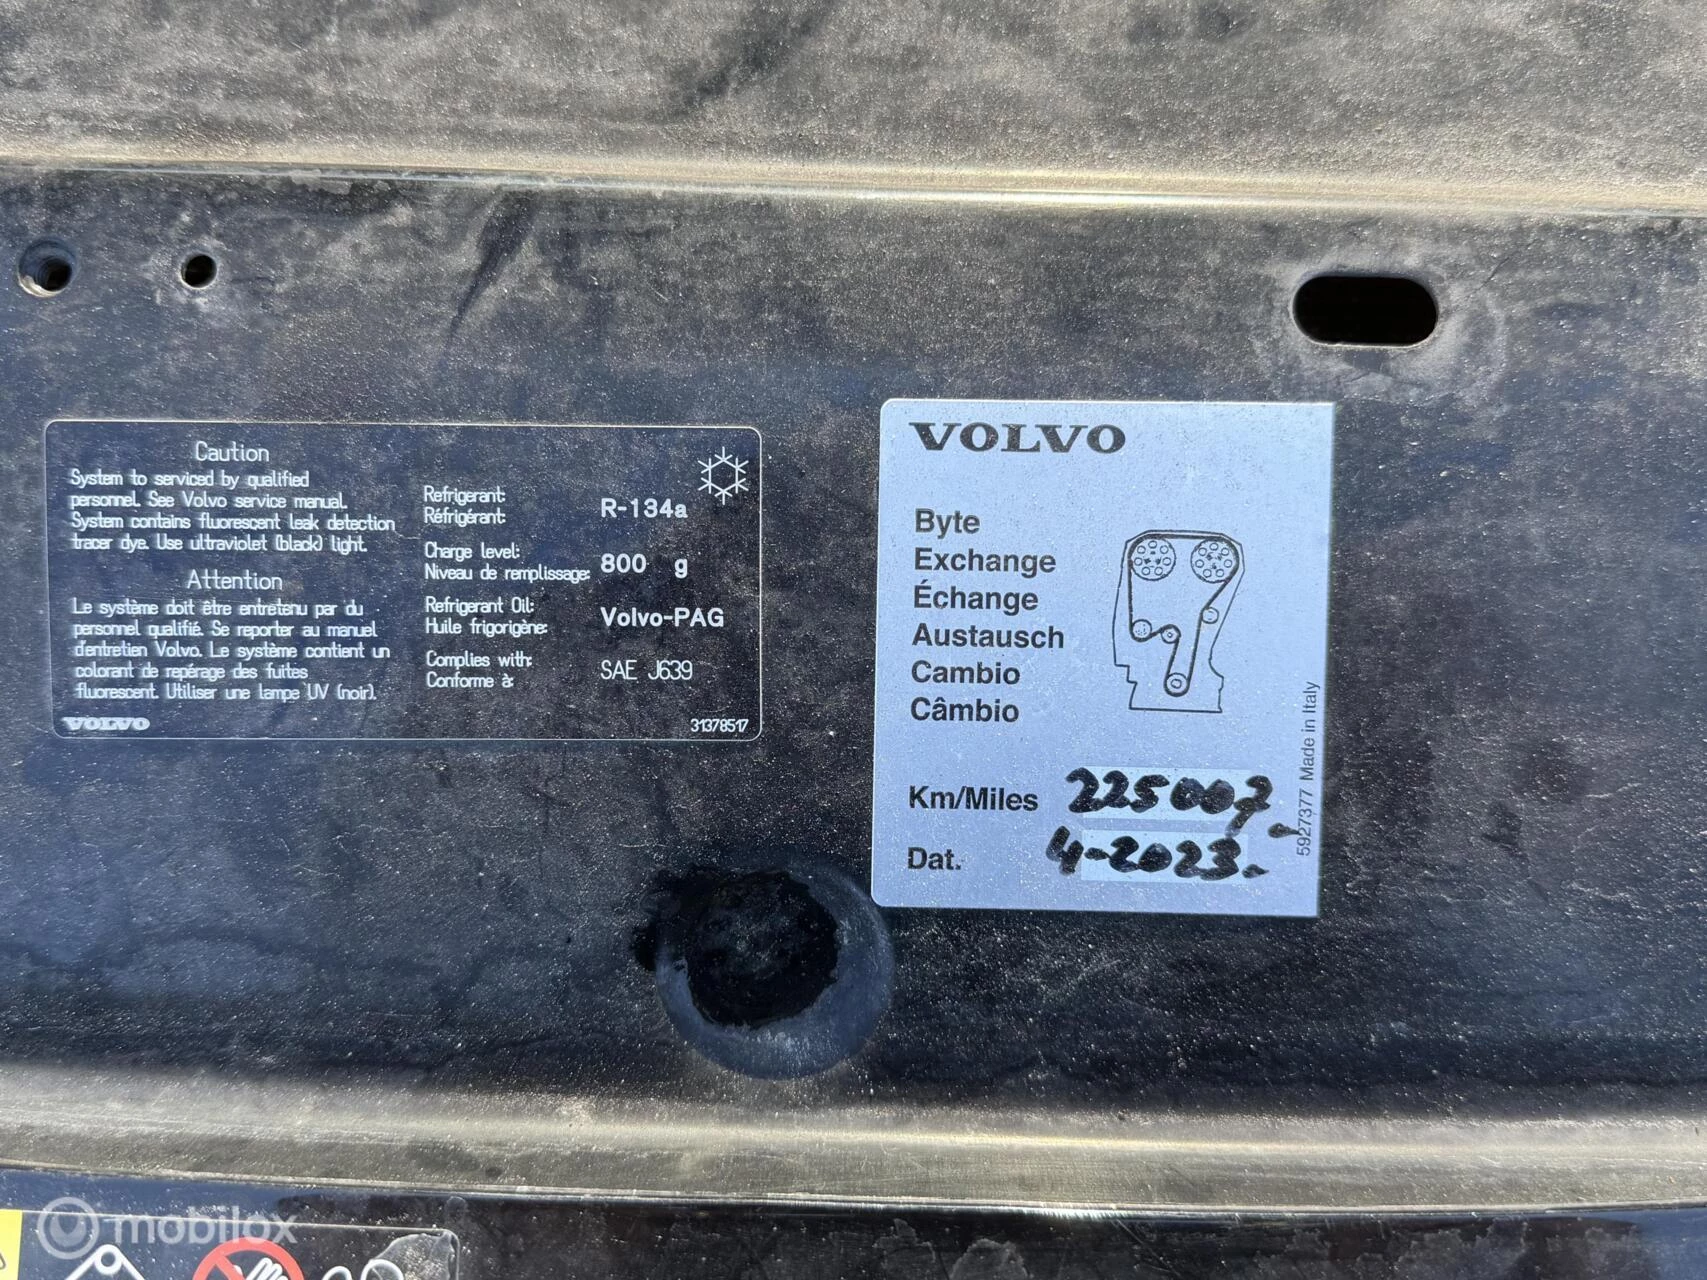 Caution
System to serviced by qualified
personnel. See Volvo service manual.
System contains fluorescent leak detection
tracer dye. Use ultraviolet (black) light.
Attention
Le système doit être entretenu par du
personnel qualifié. Se reporter au manuel
d'entretien Volvo. Le système contient un
colorant de repérage des fuites
fluorescent. Utiliser une lampe UV (noir).
VOLVO
Refrigerant:
Réfrigérant:
R-134a
Charge level:
Niveau de remplissage:
800 g
Refrigerant Oil:
Huile frigorigène:
Volvo-PAG
Complies with:
Conforme à:
SAE J639
31378517
VOLVO
Byte
Exchange
Échange
Austausch
Cambio
Câmbio
Km/Miles 225007.-
Dat. 4-2023.-
5927377 Made in Italy
mobilox